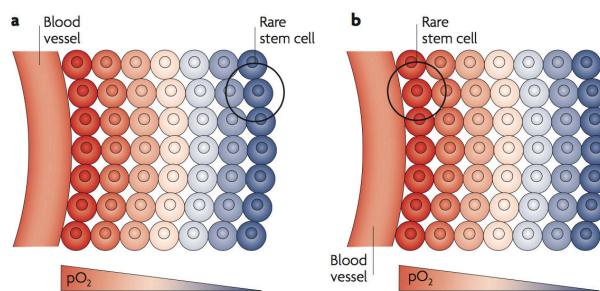 a
Blood
vessel
Rare
stem cell
pO2
b
Rare
stem cell
Blood
vessel
pO2